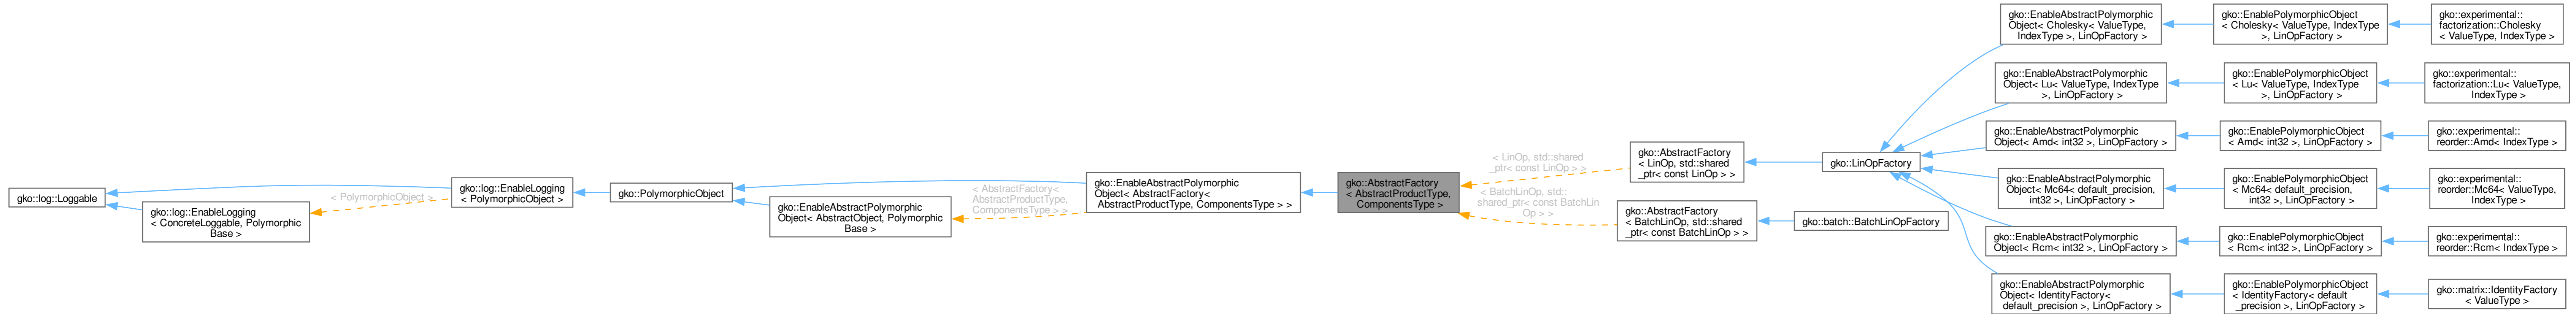 gko::log::Loggable
gko::log::EnableLogging
< ConcreteLoggable, Polymorphic
Base >
< PolymorphicObject >
gko::log::EnableLogging
< PolymorphicObject >
gko::PolymorphicObject
gko::EnableAbstractPolymorphic
Object< AbstractObject, Polymorphic
Base >
< AbstractFactory<
AbstractProductType,
ComponentsType > >
gko::EnableAbstractPolymorphic
Object< AbstractFactory<
AbstractProductType, ComponentsType > >
gko::AbstractFactory
< AbstractProductType,
ComponentsType >
< LinOp, std::shared
_ptr< const LinOp > >
< BatchLinOp, std::
shared_ptr< const BatchLin
Op > >
gko::AbstractFactory
< LinOp, std::shared
_ptr< const LinOp > >
gko::AbstractFactory
< BatchLinOp, std::shared
_ptr< const BatchLinOp > >
gko::LinOpFactory
gko::batch::BatchLinOpFactory
gko::EnableAbstractPolymorphic
Object< Cholesky< ValueType,
IndexType >, LinOpFactory >
gko::EnablePolymorphicObject
< Cholesky< ValueType, IndexType
>, LinOpFactory >
gko::experimental::
factorization::Cholesky
< ValueType, IndexType >
gko::EnableAbstractPolymorphic
Object< Lu< ValueType, IndexType
>, LinOpFactory >
gko::EnablePolymorphicObject
< Lu< ValueType, IndexType
>, LinOpFactory >
gko::experimental::
factorization::Lu< ValueType,
IndexType >
gko::EnableAbstractPolymorphic
Object< Amd< int32 >, LinOpFactory >
gko::EnablePolymorphicObject
< Amd< int32 >, LinOpFactory >
gko::experimental::
reorder::Amd< IndexType >
gko::EnableAbstractPolymorphic
Object< Mc64< default_precision,
int32 >, LinOpFactory >
gko::EnablePolymorphicObject
< Mc64< default_precision,
int32 >, LinOpFactory >
gko::experimental::
reorder::Mc64< ValueType,
IndexType >
gko::EnableAbstractPolymorphic
Object< Rcm< int32 >, LinOpFactory >
gko::EnablePolymorphicObject
< Rcm< int32 >, LinOpFactory >
gko::experimental::
reorder::Rcm< IndexType >
gko::EnableAbstractPolymorphic
Object< IdentityFactory<
default_precision >, LinOpFactory >
gko::EnablePolymorphicObject
< IdentityFactory< default
_precision >, LinOpFactory >
gko::matrix::IdentityFactory
< ValueType >